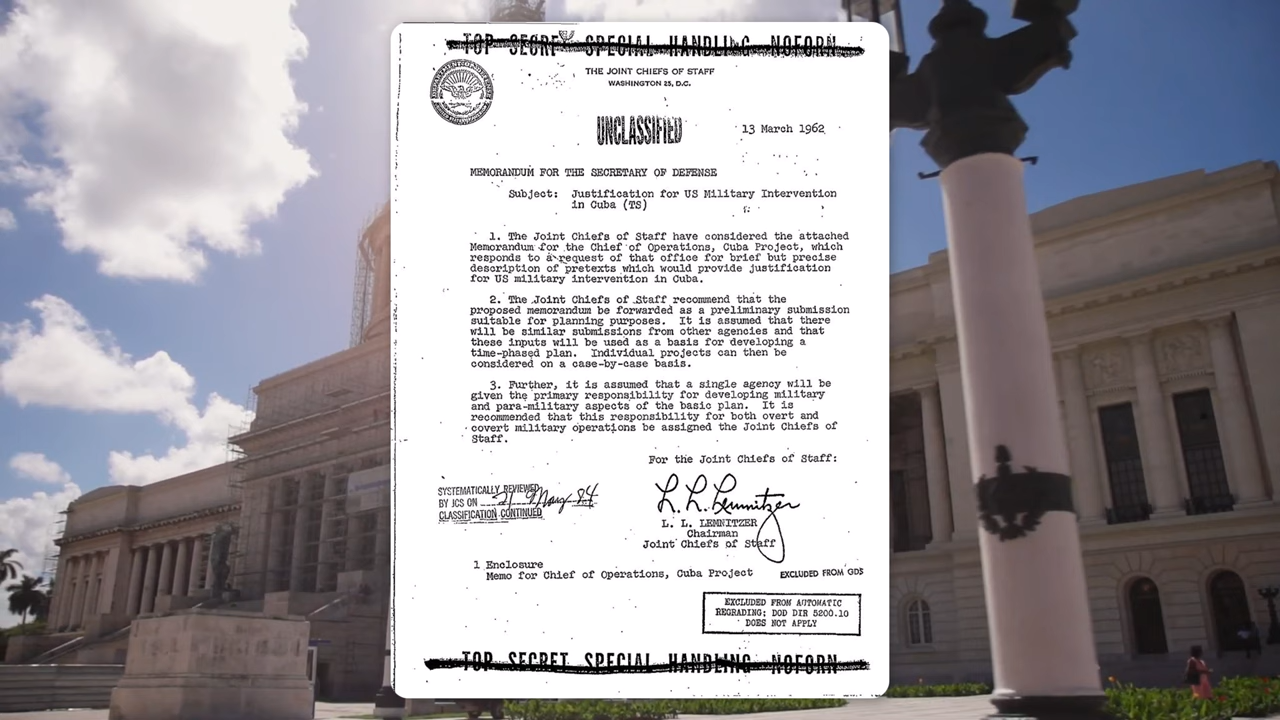 TOP SECRET SPECIAL HANDLING NOFORN
THE JOINT CHIEFS OF STAFF
WASHINGTON 25, D.C.
UNCLASSIFIED
13 March 1962
MEMORANDUM FOR THE SECRETARY OF DEFENSE
Subject: Justification for US Military Intervention
in Cuba (TS)
1. The Joint Chiefs of Staff have considered the attached
Memorandum for the Chief of Operations, Cuba Project, which
responds to a request of that office for brief but precise
description of pretexts which would provide justification
for US military intervention in Cuba.
2. The Joint Chiefs of Staff recommend that the
proposed memorandum be forwarded as a preliminary submission
suitable for planning purposes. It is assumed that there
will be similar submissions from other agencies and that
these inputs will be used as a basis for developing a
time-phased plan. Individual projects can then be
considered on a case-by-case basis.
3. Further, it is assumed that a single agency will be
given the primary responsibility for developing military
and para-military aspects of the basic plan. It is
recommended that this responsibility for both overt and
covert military operations be assigned the Joint Chiefs of
Staff.
For the Joint Chiefs of Staff:
SYSTEMATICALLY REVIEWED
BY JCS ON 21 May 84
CLASSIFICATION CONTINUED
L. L. Lemnitzer
L. L. LEMNITZER
Chairman
Joint Chiefs of Staff
1 Enclosure
Memo for Chief of Operations, Cuba Project
EXCLUDED FROM GDS
EXCLUDED FROM AUTOMATIC
REGRADING; DOD DIR 5200.10
DOES NOT APPLY
TOP SECRET SPECIAL HANDLING NOFORN